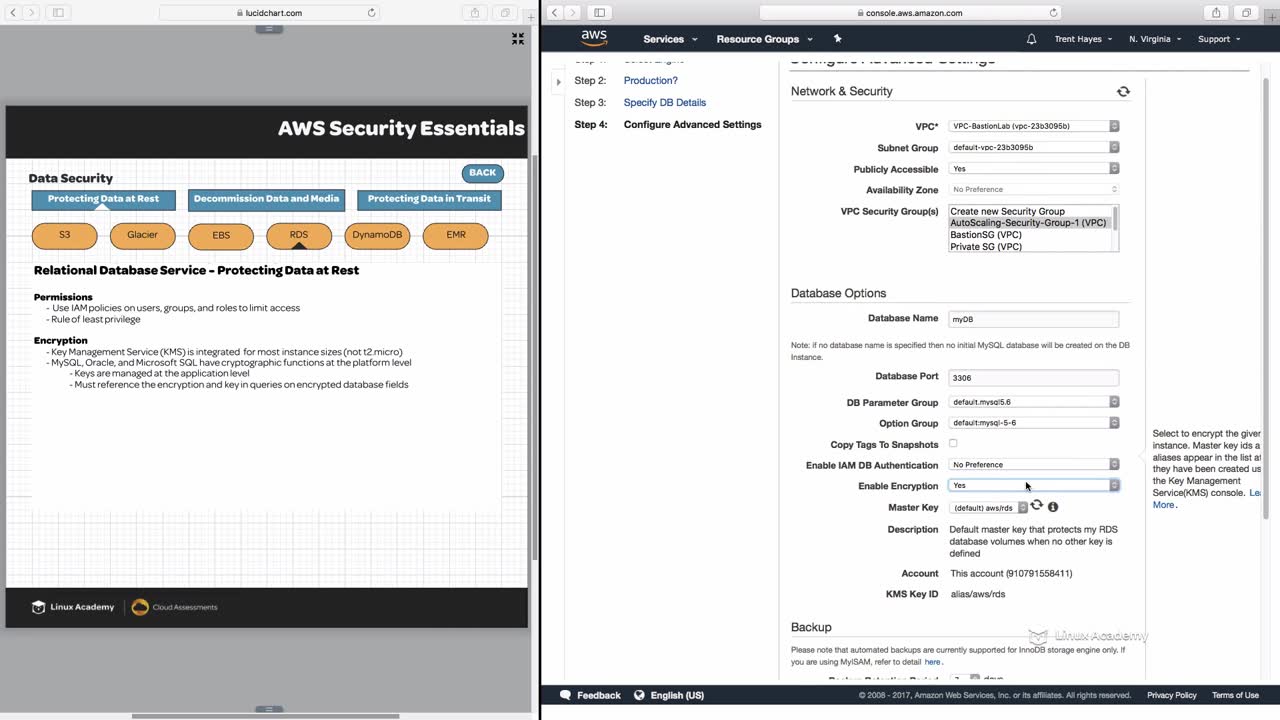 lucidchart.com
AWS Security Essentials
BACK
Data Security
Protecting Data at Rest
Decommission Data and Media
Protecting Data in Transit
S3
Glacier
EBS
RDS
DynamoDB
EMR
Relational Database Service - Protecting Data at Rest
Permissions
- Use IAM policies on users, groups, and roles to limit access
- Rule of least privilege
Encryption
- Key Management Service (KMS) is integrated for most instance sizes (not t2.micro)
- MySQL, Oracle, and Microsoft SQL have cryptographic functions at the platform level
- Keys are managed at the application level
- Must reference the encryption and key in queries on encrypted database fields
Linux Academy
Cloud Assessments
console.aws.amazon.com
aws
Services
Resource Groups
Trent Hayes
N. Virginia
Support
Step 2: Production?
Step 3: Specify DB Details
Step 4: Configure Advanced Settings
Configure Advanced Settings
Network & Security
VPC* VPC-BastionLab (vpc-23b3095b)
Subnet Group default-vpc-23b3095b
Publicly Accessible Yes
Availability Zone No Preference
VPC Security Group(s) Create new Security Group
AutoScaling-Security-Group-1 (VPC)
BastionSG (VPC)
Private SG (VPC)
Database Options
Database Name myDB
Note: if no database name is specified then no initial MySQL database will be created on the DB
Instance.
Database Port 3306
DB Parameter Group default.mysql5.6
Option Group default:mysql-5-6
Copy Tags To Snapshots
Enable IAM DB Authentication No Preference
Enable Encryption Yes
Master Key (default) aws/rds
Description Default master key that protects my RDS
database volumes when no other key is
defined
Account This account (910791558411)
KMS Key ID alias/aws/rds
Select to encrypt the given
instance. Master key ids a
aliases appear in the list af
they have been created us
the Key Management
Service(KMS) console. Lea
More.
Backup
Please note that automated backups are currently supported for InnoDB storage engine only. If
you are using MyISAM, refer to detail here.
Linux Academy
Feedback
English (US)
© 2008 - 2017, Amazon Web Services, Inc. or its affiliates. All rights reserved.
Privacy Policy
Terms of Use